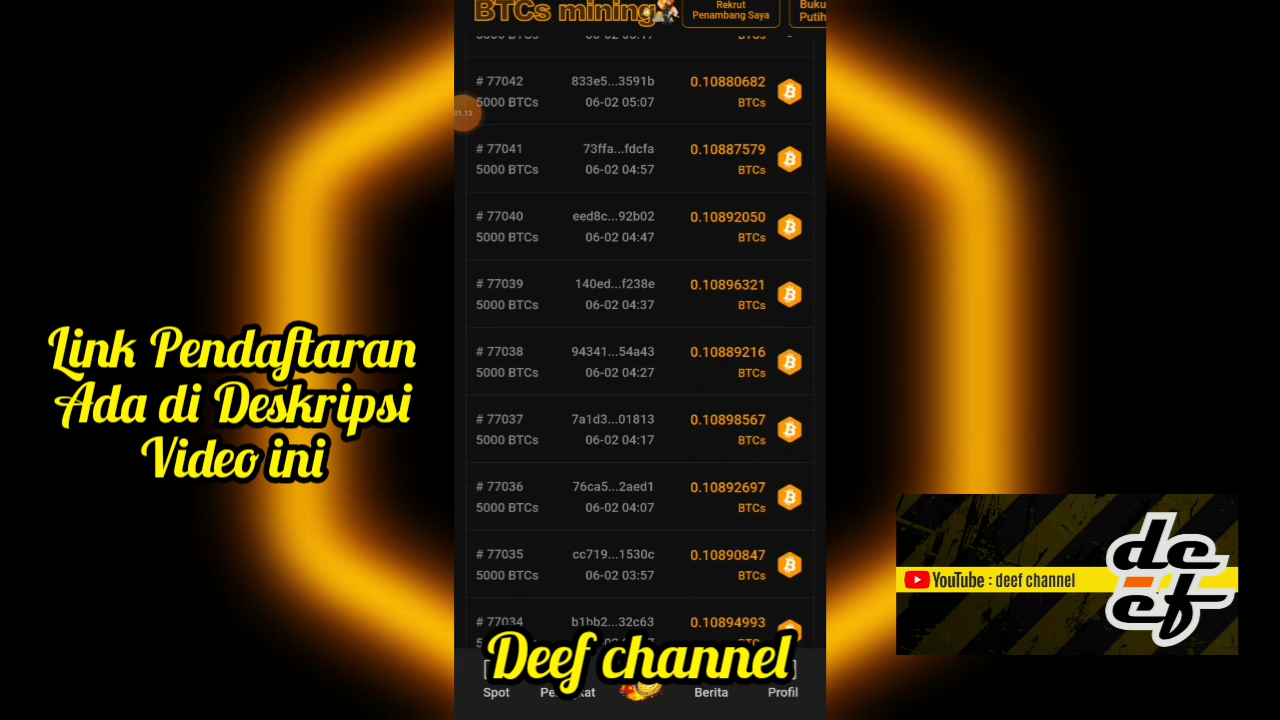 BTCs mining
Rekrut
Penambang Saya
Buku
Putih
# 77042 833e5...3591b 0.10880682
5000 BTCs 06-02 05:07 BTCs
01.13
# 77041 73ffa...fdcfa 0.10887579
5000 BTCs 06-02 04:57 BTCs
# 77040 eed8c...92b02 0.10892050
5000 BTCs 06-02 04:47 BTCs
# 77039 140ed...f238e 0.10896321
5000 BTCs 06-02 04:37 BTCs
# 77038 94341...54a43 0.10889216
5000 BTCs 06-02 04:27 BTCs
# 77037 7a1d3...01813 0.10898567
5000 BTCs 06-02 04:17 BTCs
# 77036 76ca5...2aed1 0.10892697
5000 BTCs 06-02 04:07 BTCs
# 77035 cc719...1530c 0.10890847
5000 BTCs 06-02 03:57 BTCs
# 77034 b1bb2...32c63 0.10894993
Spot Berita Profil
Deef channel
Link Pendaftaran
Ada di Deskripsi
Video ini
YouTube : deef channel
deef